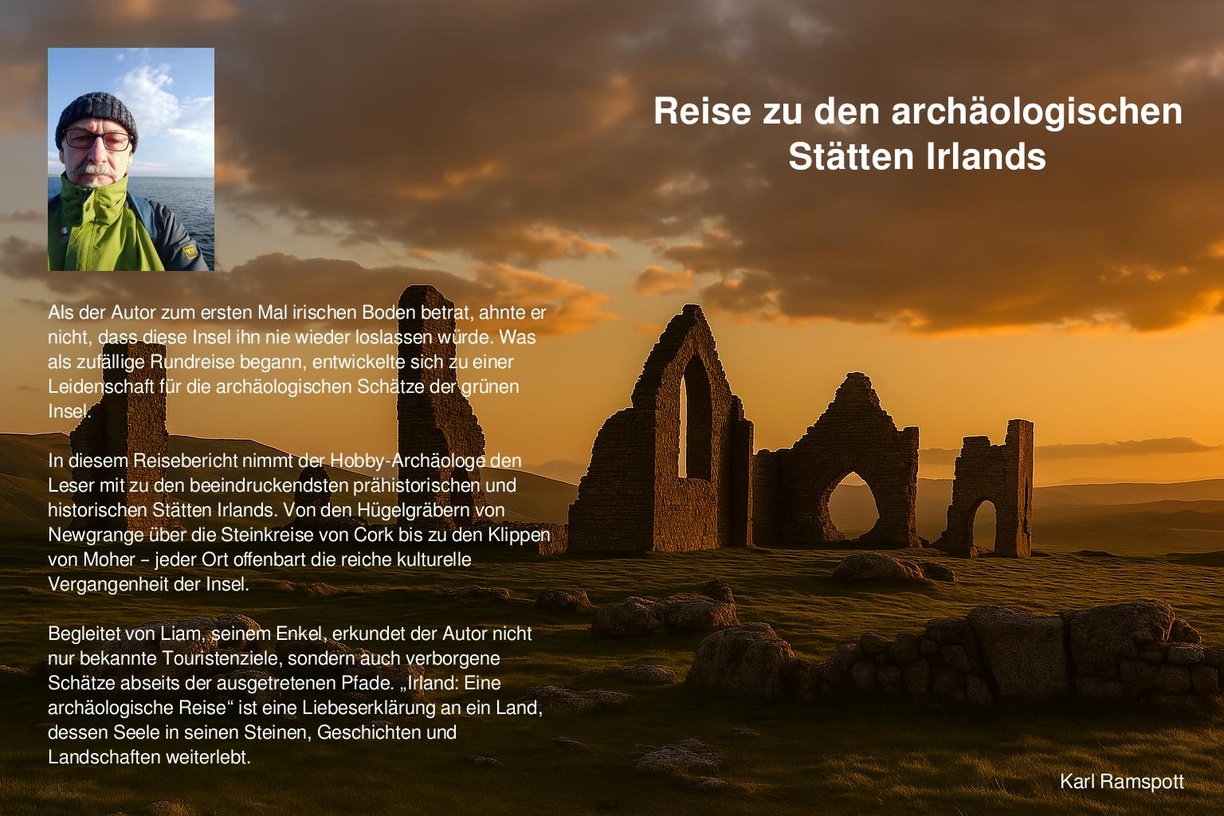 Reise zu den archäologischen
Stätten Irlands
Als der Autor zum ersten Mal irischen Boden betrat, ahnte er
nicht, dass diese Insel ihn nie wieder loslassen würde. Was
als zufällige Rundreise begann, entwickelte sich zu einer
Leidenschaft für die archäologischen Schätze der grünen
Insel.
In diesem Reisebericht nimmt der Hobby-Archäologe den
Leser mit zu den beeindruckendsten prähistorischen und
historischen Stätten Irlands. Von den Hügelgräbern von
Newgrange über die Steinkreise von Cork bis zu den Klippen
von Moher – jeder Ort offenbart die reiche kulturelle
Vergangenheit der Insel.
Begleitet von Liam, seinem Enkel, erkundet der Autor nicht
nur bekannte Touristenziele, sondern auch verborgene
Schätze abseits der ausgetretenen Pfade. „Irland: Eine
archäologische Reise“ ist eine Liebeserklärung an ein Land,
dessen Seele in seinen Steinen, Geschichten und
Landschaften weiterlebt.
Karl Ramspott